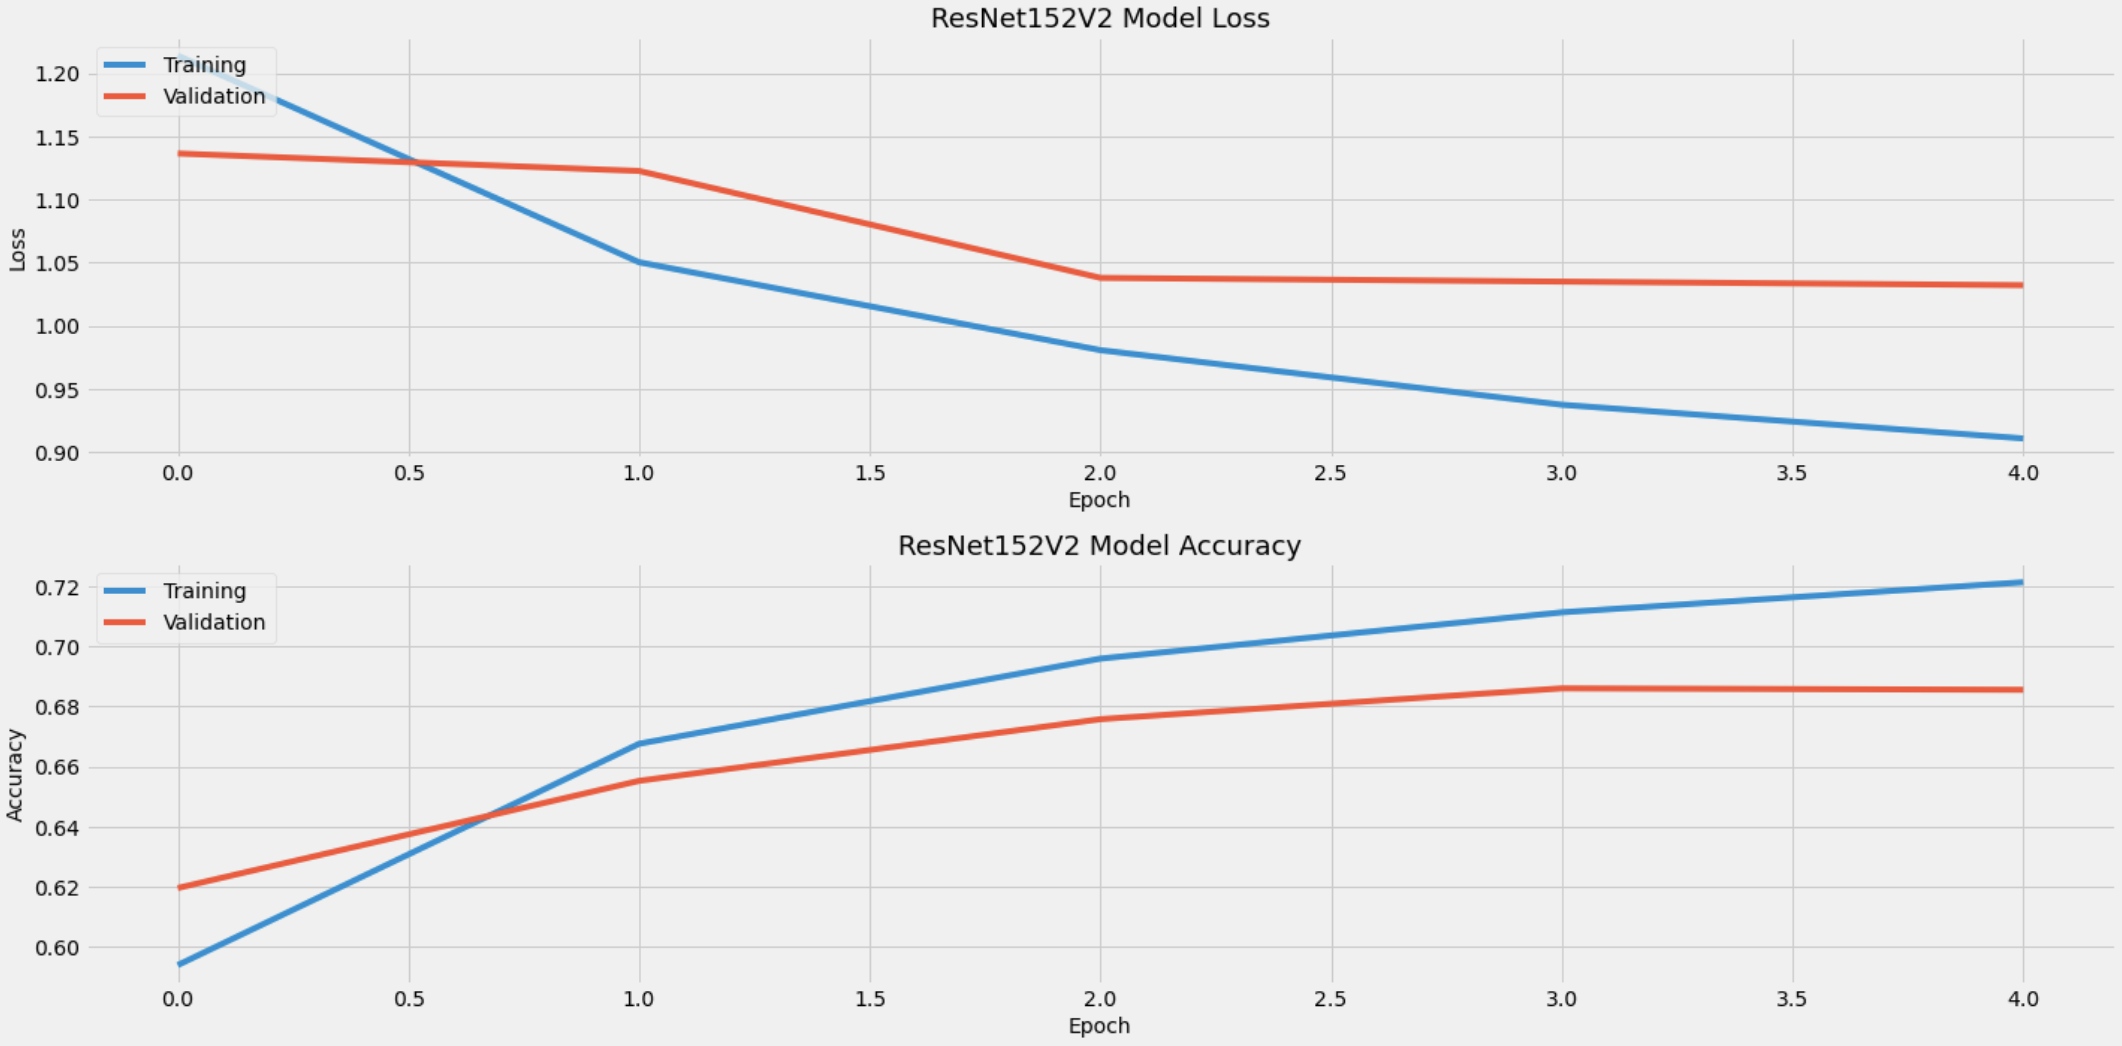 ResNet152V2 Model Loss
Training
Validation
1.20
1.15
1.10
1.05
1.00
0.95
0.90
Loss
0.0 0.5 1.0 1.5 2.0 2.5 3.0 3.5 4.0
Epoch
ResNet152V2 Model Accuracy
Training
Validation
0.72
0.70
0.68
0.66
0.64
0.62
0.60
Accuracy
0.0 0.5 1.0 1.5 2.0 2.5 3.0 3.5 4.0
Epoch